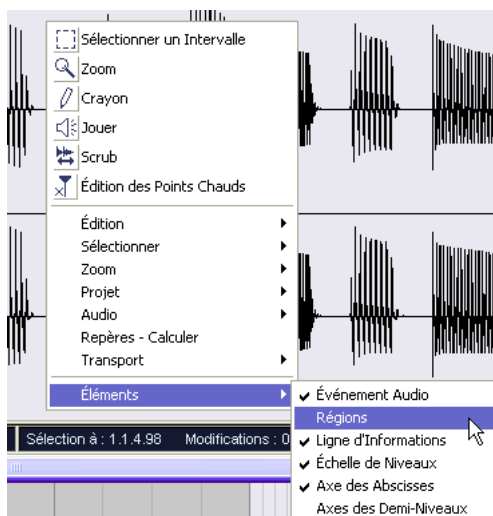 Sélectionner un Intervalle
Zoom
Crayon
Jouer
Scrub
Édition des Points Chauds
Édition
Sélectionner
Zoom
Projet
Audio
Repères - Calculer
Transport
Éléments
Événement Audio
Régions
Ligne d'Informations
Échelle de Niveaux
Axe des Abscisses
Axes des Demi-Niveaux
Sélection à : 1.1.4.98 Modifications : 0